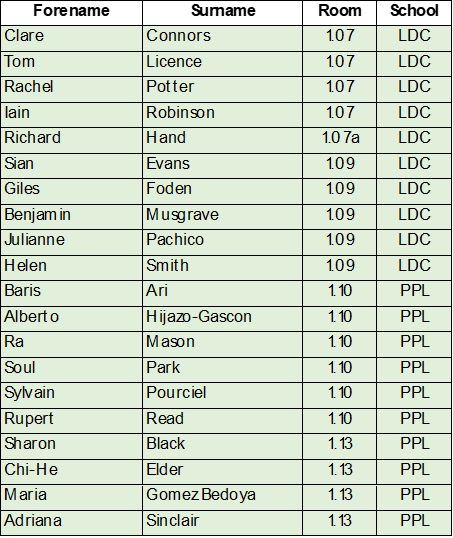 Forename Surname Room School
Clare Connors 1.07 LDC
Tom Licence 1.07 LDC
Rachel Potter 1.07 LDC
Iain Robinson 1.07 LDC
Richard Hand 1.07a LDC
Sian Evans 1.09 LDC
Giles Foden 1.09 LDC
Benjamin Musgrave 1.09 LDC
Julianne Pachico 1.09 LDC
Helen Smith 1.09 LDC
Baris Ari 1.10 PPL
Alberto Hijazo-Gascon 1.10 PPL
Ra Mason 1.10 PPL
Soul Park 1.10 PPL
Sylvain Pourciel 1.10 PPL
Rupert Read 1.10 PPL
Sharon Black 1.13 PPL
Chi-He Elder 1.13 PPL
Maria Gomez Bedoya 1.13 PPL
Adriana Sinclair 1.13 PPL